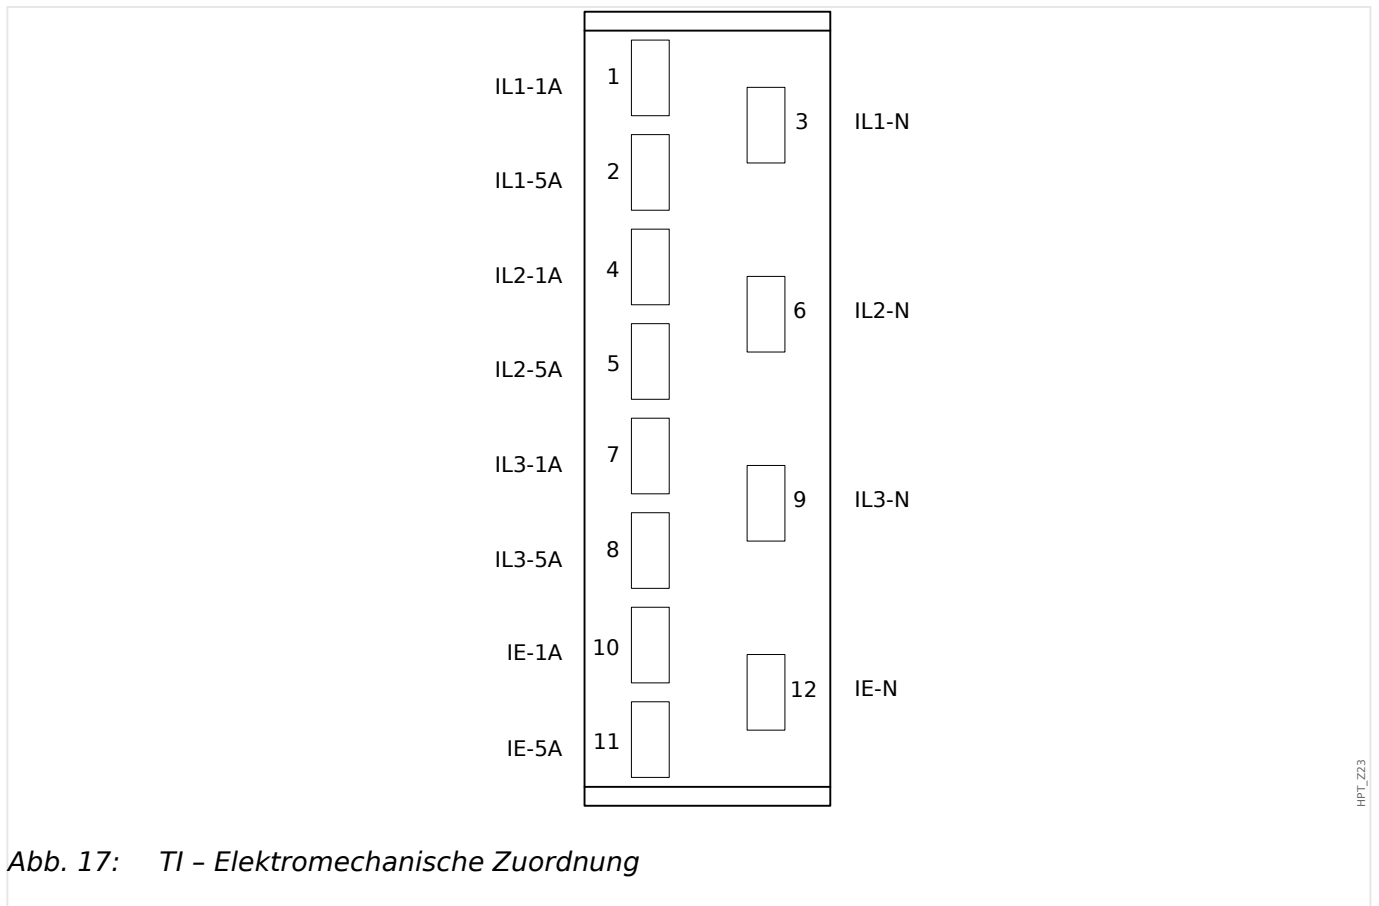 IL1-1A 1
3 IL1-N
IL1-5A 2
IL2-1A 4
6 IL2-N
IL2-5A 5
IL3-1A 7
9 IL3-N
IL3-5A 8
IE-1A 10
12 IE-N
IE-5A 11
HPT_Z23
Abb. 17: TI – Elektromechanische Zuordnung